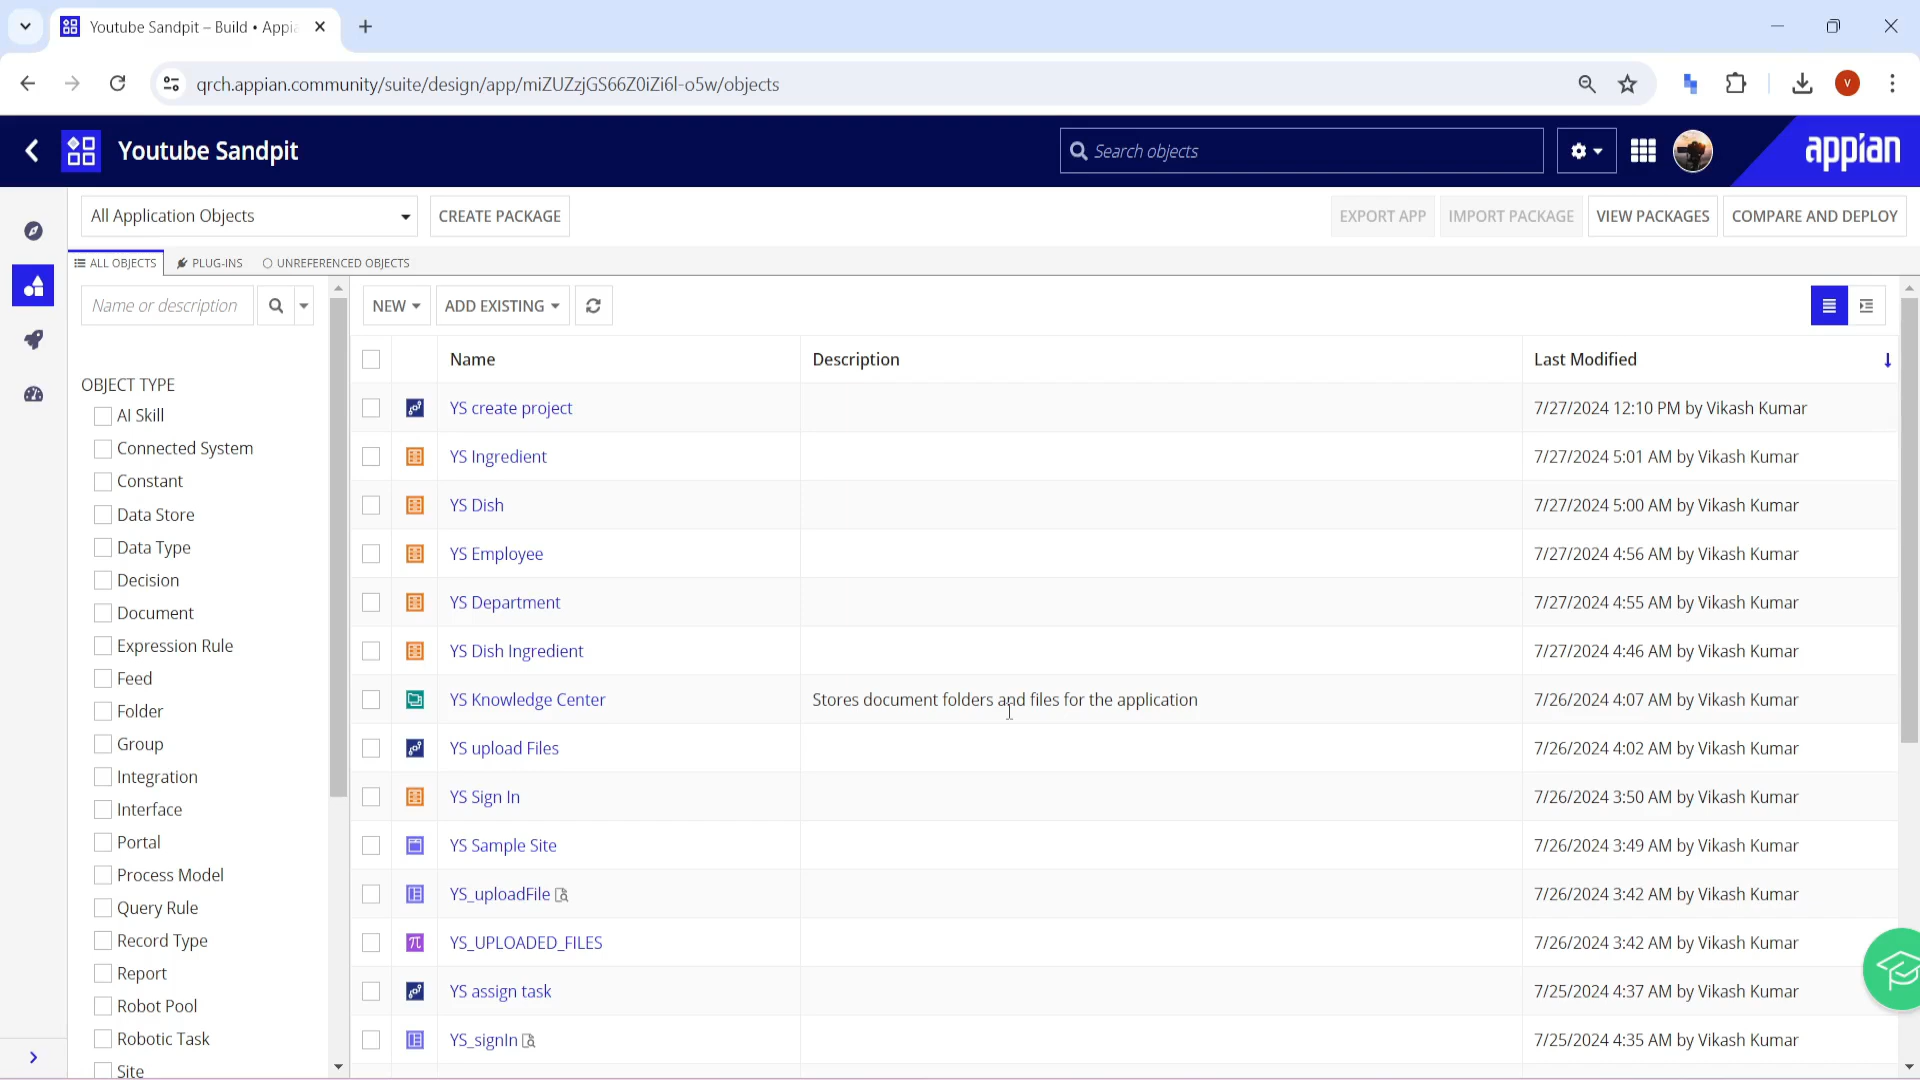 Youtube Sandpit – Build • Appia
qrch.appian.community/suite/design/app/miZUZzjGS66Z0iZi6l-o5w/objects
V
Youtube Sandpit
Search objects
appian
All Application Objects
CREATE PACKAGE
EXPORT APP
IMPORT PACKAGE
VIEW PACKAGES
COMPARE AND DEPLOY
ALL OBJECTS
PLUG-INS
UNREFERENCED OBJECTS
Name or description
NEW
ADD EXISTING
OBJECT TYPE
AI Skill
Connected System
Constant
Data Store
Data Type
Decision
Document
Expression Rule
Feed
Folder
Group
Integration
Interface
Portal
Process Model
Query Rule
Record Type
Report
Robot Pool
Robotic Task
Site
Name Description Last Modified
YS create project 7/27/2024 12:10 PM by Vikash Kumar
YS Ingredient 7/27/2024 5:01 AM by Vikash Kumar
YS Dish 7/27/2024 5:00 AM by Vikash Kumar
YS Employee 7/27/2024 4:56 AM by Vikash Kumar
YS Department 7/27/2024 4:55 AM by Vikash Kumar
YS Dish Ingredient 7/27/2024 4:46 AM by Vikash Kumar
YS Knowledge Center Stores document folders and files for the application 7/26/2024 4:07 AM by Vikash Kumar
YS upload Files 7/26/2024 4:02 AM by Vikash Kumar
YS Sign In 7/26/2024 3:50 AM by Vikash Kumar
YS Sample Site 7/26/2024 3:49 AM by Vikash Kumar
YS_uploadFile 7/26/2024 3:42 AM by Vikash Kumar
YS_UPLOADED_FILES 7/26/2024 3:42 AM by Vikash Kumar
YS assign task 7/25/2024 4:37 AM by Vikash Kumar
YS_signIn 7/25/2024 4:35 AM by Vikash Kumar